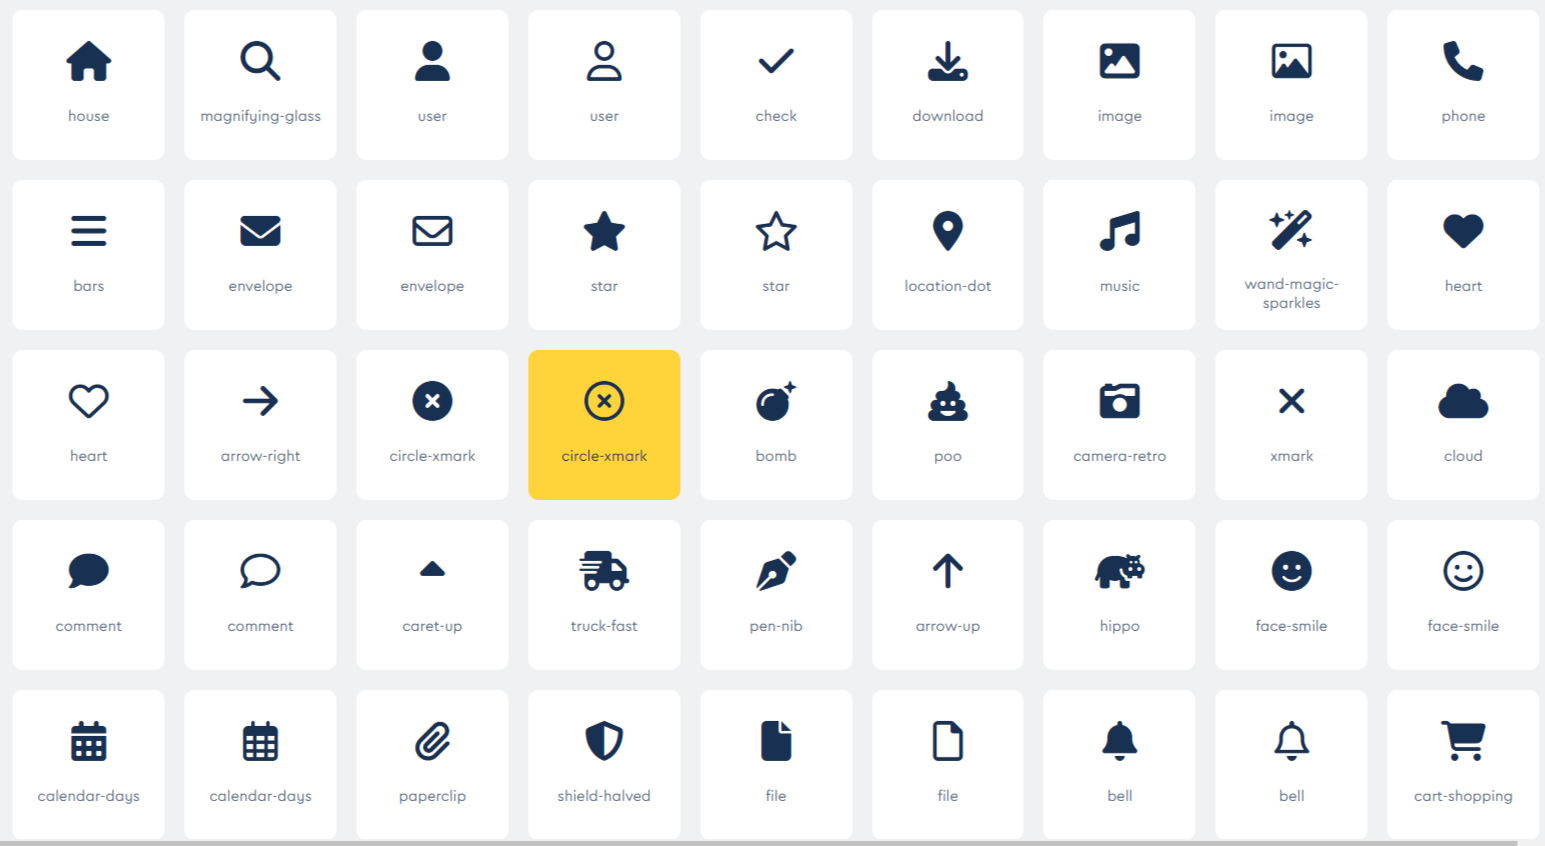 house
magnifying-glass
user
user
check
download
image
image
phone
bars
envelope
envelope
star
star
location-dot
music
wand-magic-
sparkles
heart
heart
arrow-right
circle-xmark
circle-xmark
bomb
poo
camera-retro
xmark
cloud
comment
comment
caret-up
truck-fast
pen-nib
arrow-up
hippo
face-smile
face-smile
calendar-days
calendar-days
paperclip
shield-halved
file
file
bell
bell
cart-shopping